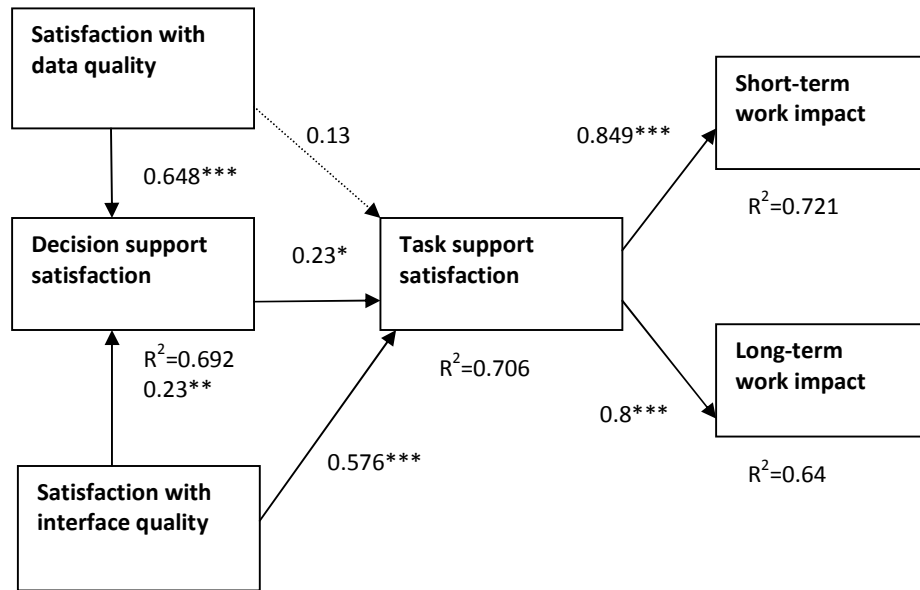 Satisfaction with
data quality
Short-term
work impact
0.13
0.849***
0.648***
R²=0.721
Decision support
satisfaction
0.23*
Task support
satisfaction
R²=0.692
0.23**
R²=0.706
Long-term
work impact
0.8***
0.576***
R²=0.64
Satisfaction with
interface quality